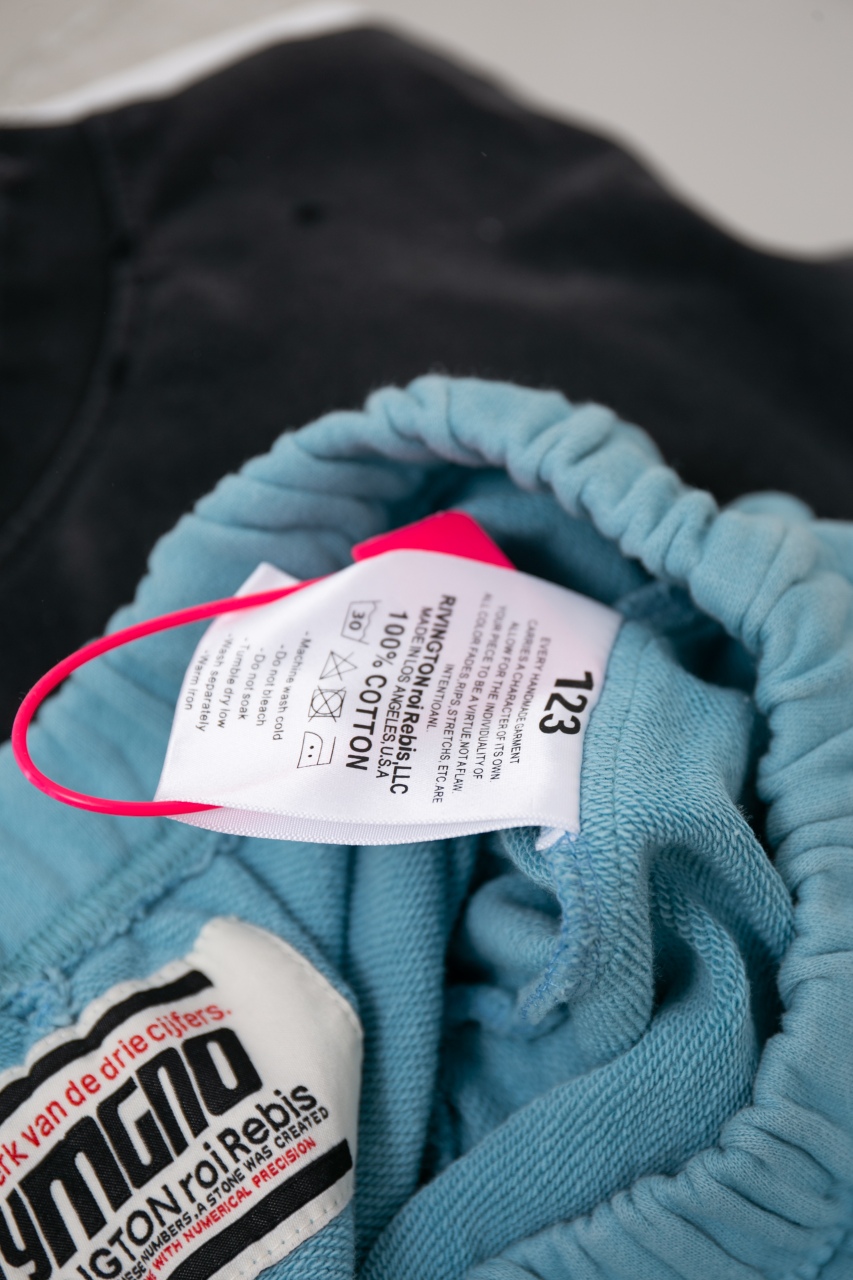 123
EVERY HANDMADE GARMENT
CARRIES A CHARACTER OF ITS OWN.
ALLOW FOR THE INDIVIDUALITY OF
YOUR PIECE TO BE A VIRTUE, NOT A FLAW.
ALL COLOR FADES, RIPS, STRETCHS, ETC. ARE
INTENTIOANL.
RIVINGTON roi Rebis, LLC
MADE IN LOS ANGELES, U.S.A
100% COTTON
30
- Machine wash cold
- Do not bleach
- Do not soak
- Tumble dry low
- Wash separately
- Warm iron
erk van de drie cijfers.
ymgno
NGTON roi Rebis
ESE NUMBERS, A STONE WAS CREATED
WITH NUMERICAL PRECISION